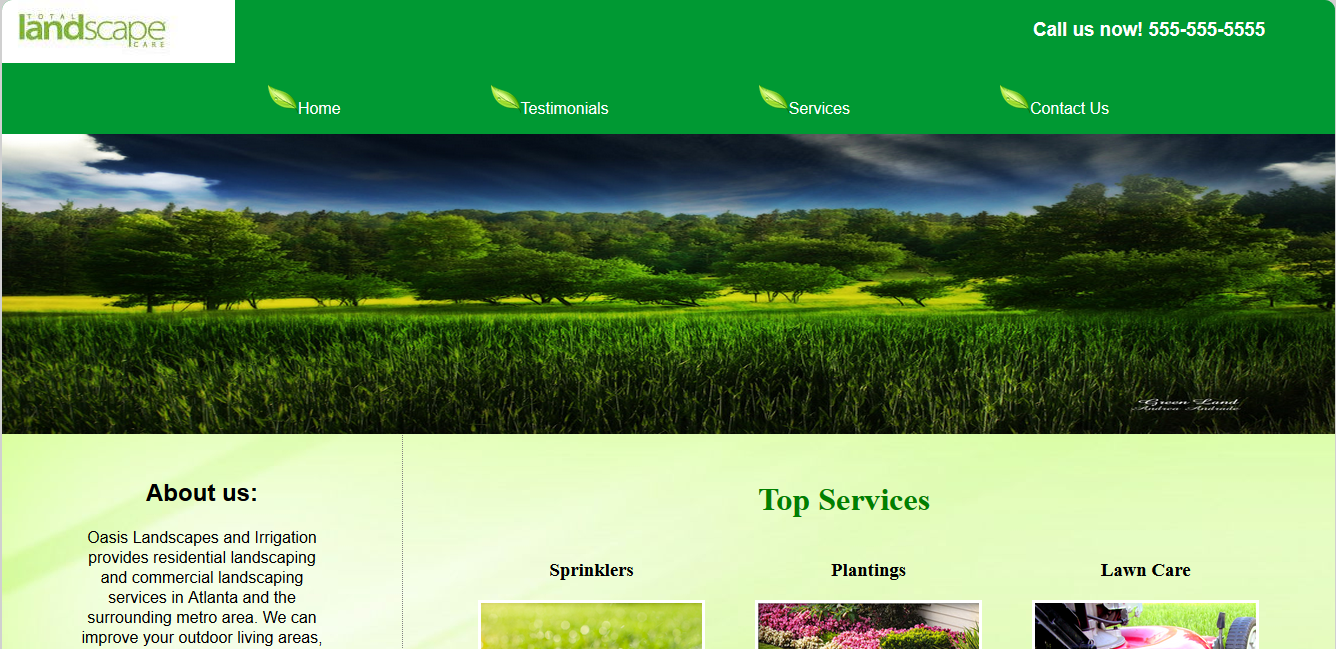 TOTAL
landscape
CARE
Call us now! 555-555-5555
Home
Testimonials
Services
Contact Us
Green Land
Andrea Andrade
About us:
Top Services
Oasis Landscapes and Irrigation
provides residential landscaping
and commercial landscaping
services in Atlanta and the
surrounding metro area. We can
improve your outdoor living areas,
Sprinklers
Plantings
Lawn Care